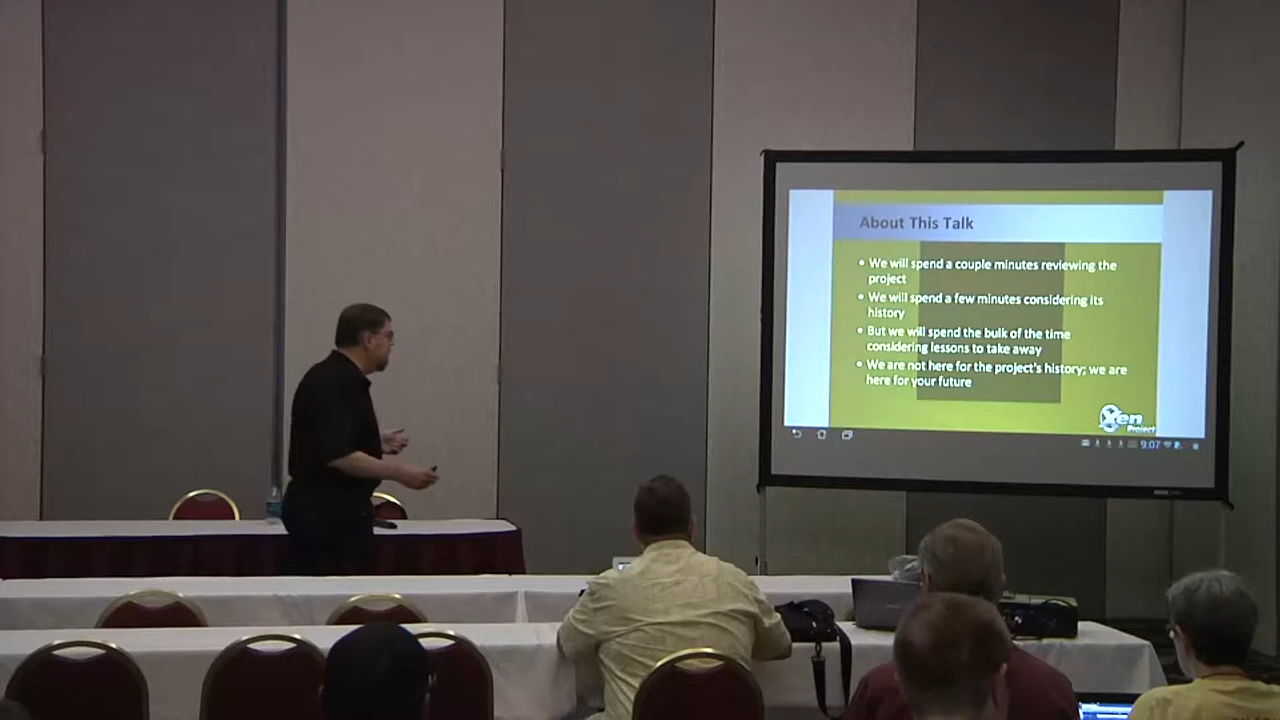 About This Talk
• We will spend a couple minutes reviewing the
project
• We will spend a few minutes considering its
history
• But we will spend the bulk of the time
considering lessons to take away
• We are not here for the project's history; we are
here for your future
Xen
Project
9:07